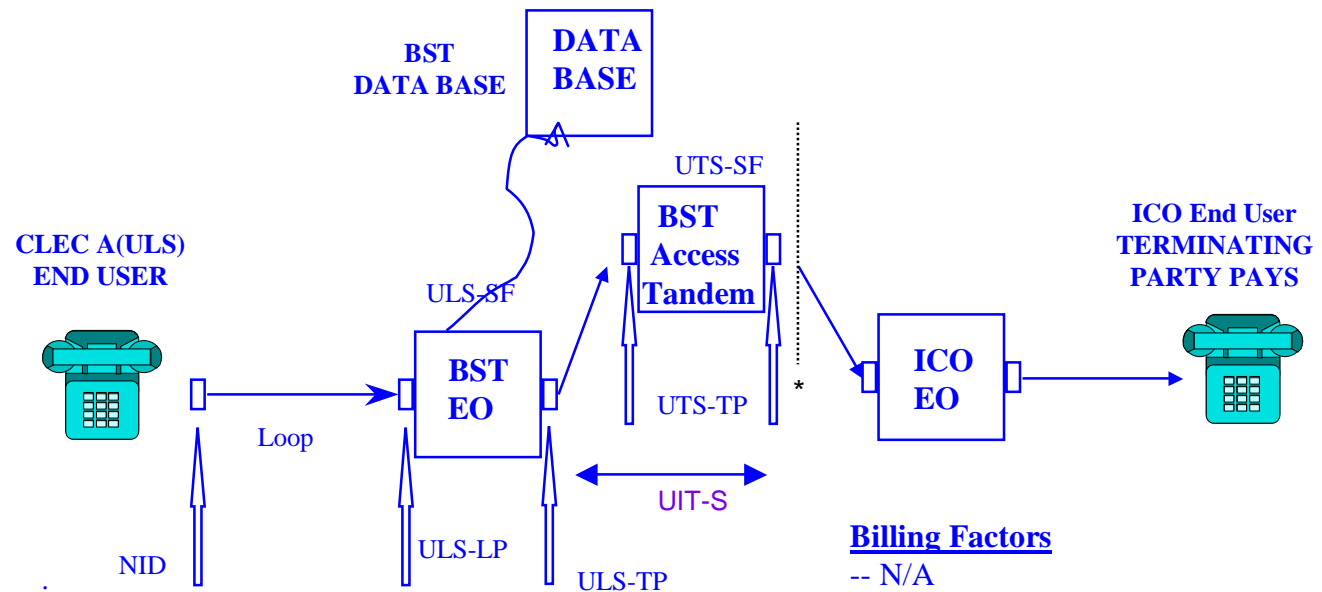 BST
DATA BASE
DATA
BASE
UTS-SF
BST
Access
Tandem
CLEC A(ULS)
END USER
ICO End User
TERMINATING
PARTY PAYS
ULS-SF
BST
EO
ICO
EO
*
UTS-TP
Loop
UIT-S
NID
ULS-LP
ULS-TP
Billing Factors
-- N/A
.